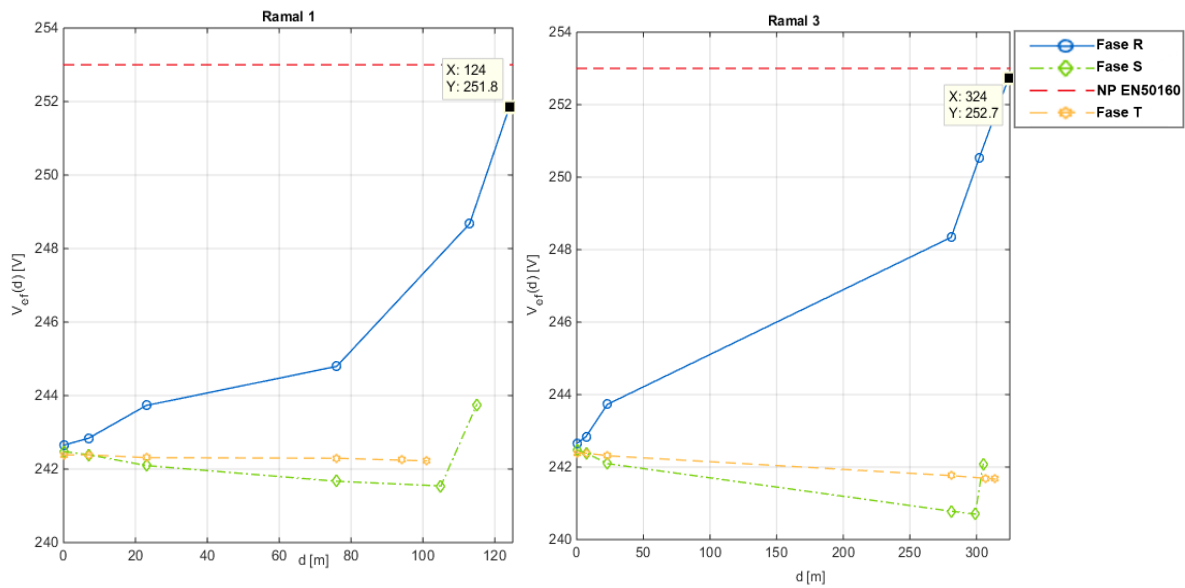 Ramal 1
254
252
250
248
246
244
242
240
V_ef(d) [V]
X: 124
Y: 251.8
0
20
40
60
80
100
120
d [m]
Ramal 3
254
252
250
248
246
244
242
240
V_ef(d) [V]
X: 324
Y: 252.7
0
50
100
150
200
250
300
d [m]
Fase R
Fase S
NP EN50160
Fase T